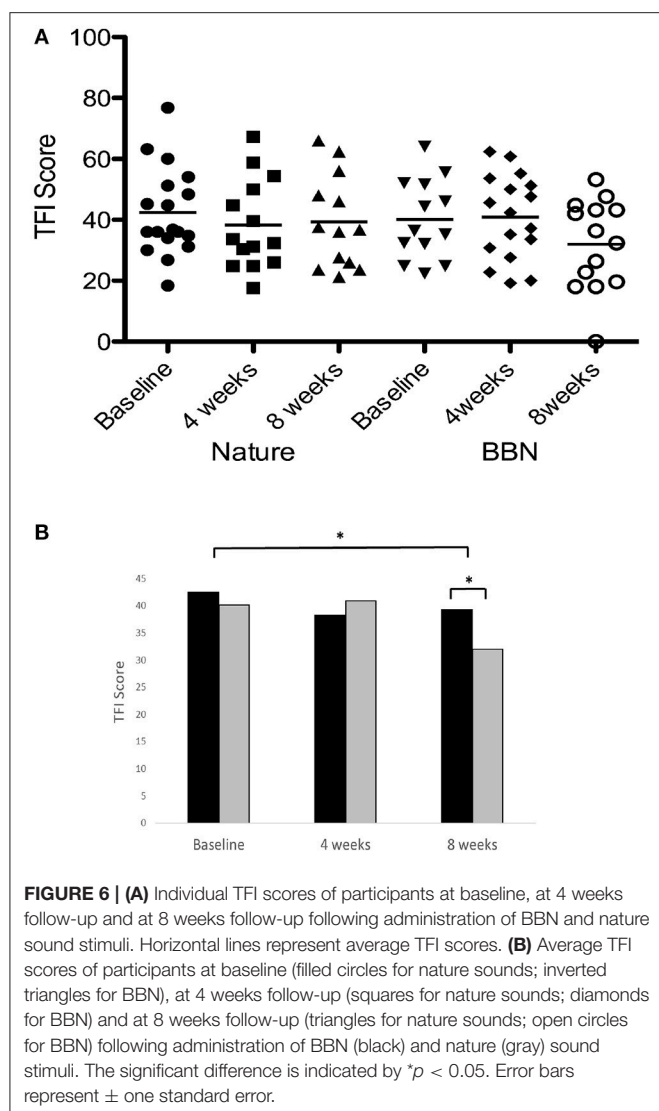 A
100
80
60
40
20
0
TFI Score
Baseline
4 weeks
8 weeks
Baseline
4weeks
8weeks
Nature
BBN
B
*
*
45
40
35
30
25
20
15
10
5
0
TFI Score
Baseline
4 weeks
8 weeks
FIGURE 6 | (A) Individual TFI scores of participants at baseline, at 4 weeks
follow-up and at 8 weeks follow-up following administration of BBN and nature
sound stimuli. Horizontal lines represent average TFI scores. (B) Average TFI
scores of participants at baseline (filled circles for nature sounds; inverted
triangles for BBN), at 4 weeks follow-up (squares for nature sounds; diamonds
for BBN) and at 8 weeks follow-up (triangles for nature sounds; open circles
for BBN) following administration of BBN (black) and nature (gray) sound
stimuli. The significant difference is indicated by *p < 0.05. Error bars
represent ± one standard error.